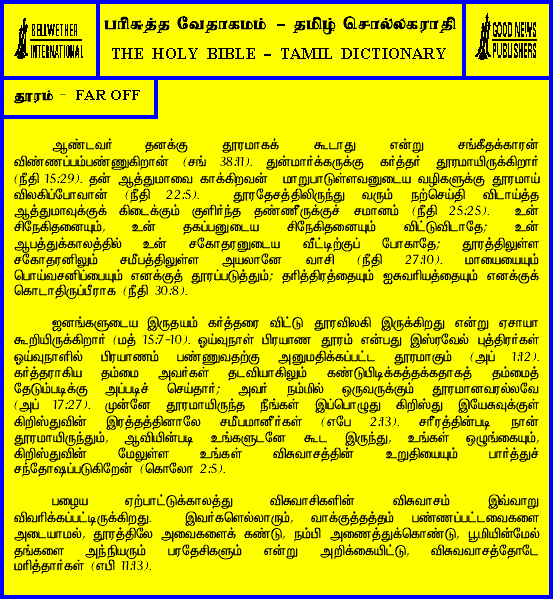 BELLWETHER
INTERNATIONAL
பரிசுத்த வேதாகமம் - தமிழ் சொல்லகராதி
THE HOLY BIBLE - TAMIL DICTIONARY
GOOD NEWS
PUBLISHERS
தூரம் - FAR OFF
ஆண்டவர் தனக்கு தூரமாகக் கூடாது என்று சங்கீதக்காரன்
விண்ணப்பம்பண்ணுகிறான் (சங் 38:11). துன்மார்க்கருக்கு கர்த்தர் தூரமாயிருக்கிறார்
(நீதி 15:29). தன் ஆத்துமாவை காக்கிறவன் மாறுபாடுள்ளவனுடைய வழிகளுக்கு தூரமாய்
விலகிப்போவான் (நீதி 22:5). தூரதேசத்திலிருந்து வரும் நற்செய்தி விடாய்த்த
ஆத்துமாவுக்குக் கிடைக்கும் குளிர்ந்த தண்ணீருக்குச் சமானம் (நீதி 25:25). உன்
சிநேகிதனையும், உன் தகப்பனுடைய சிநேகிதனையும் விட்டுவிடாதே; உன்
ஆபத்துக்காலத்தில் உன் சகோதரனுடைய வீட்டிற்குப் போகாதே; தூரத்திலுள்ள
சகோதரனிலும் சமீபத்திலுள்ள அயலானே வாசி (நீதி 27:10). மாயையையும்
பொய்வசனிப்பையும் எனக்குத் தூரப்படுத்தும்; தரித்திரத்தையும் ஐசுவரியத்தையும் எனக்குக்
கொடாதிருப்பீராக (நீதி 30:8).
ஜனங்களுடைய இருதயம் கர்த்தரை விட்டு தூரவிலகி இருக்கிறது என்று ஏசாயா
கூறியிருக்கிறார் (மத் 15:7-10). ஓய்வுநாள் பிரயாண தூரம் என்பது இஸ்ரவேல் புத்திரர்கள்
ஓய்வுநாளில் பிரயாணம் பண்ணுவதற்கு அனுமதிக்கப்பட்ட தூரமாகும் (அப் 1:12).
கர்த்தராகிய தம்மை அவர்கள் தடவியாகிலும் கண்டுபிடிக்கத்தக்கதாகத் தம்மைத்
தேடும்படிக்கு அப்படிச் செய்தார்; அவர் நம்மில் ஒருவருக்கும் தூரமானவரல்லவே
(அப் 17:27). முன்னே தூரமாயிருந்த நீங்கள் இப்பொழுது கிறிஸ்து இயேசுவுக்குள்
கிறிஸ்துவின் இரத்தத்தினாலே சமீபமானீர்கள் (எபே 2:13). சரீரத்தின்படி நான்
தூரமாயிருந்தும், ஆவியின்படி உங்களுடனே கூட இருந்து, உங்கள் ஒழுங்கையும்,
கிறிஸ்துவின் மேலுள்ள உங்கள் விசுவாசத்தின் உறுதியையும் பார்த்துச்
சந்தோஷப்படுகிறேன் (கொலோ 2:5).
பழைய ஏற்பாட்டுக்காலத்து விசுவாசிகளின் விசுவாசம் இவ்வாறு
விவரிக்கப்பட்டிருக்கிறது. இவர்களெல்லாரும், வாக்குத்தத்தம் பண்ணப்பட்டவைகளை
அடையாமல், தூரத்திலே அவைகளைக் கண்டு, நம்பி அணைத்துக்கொண்டு, பூமியின்மேல்
தங்களை அந்நியரும் பரதேசிகளும் என்று அறிக்கையிட்டு, விசுவாசத்தோடே
மரித்தார்கள் (எபி 11:13).